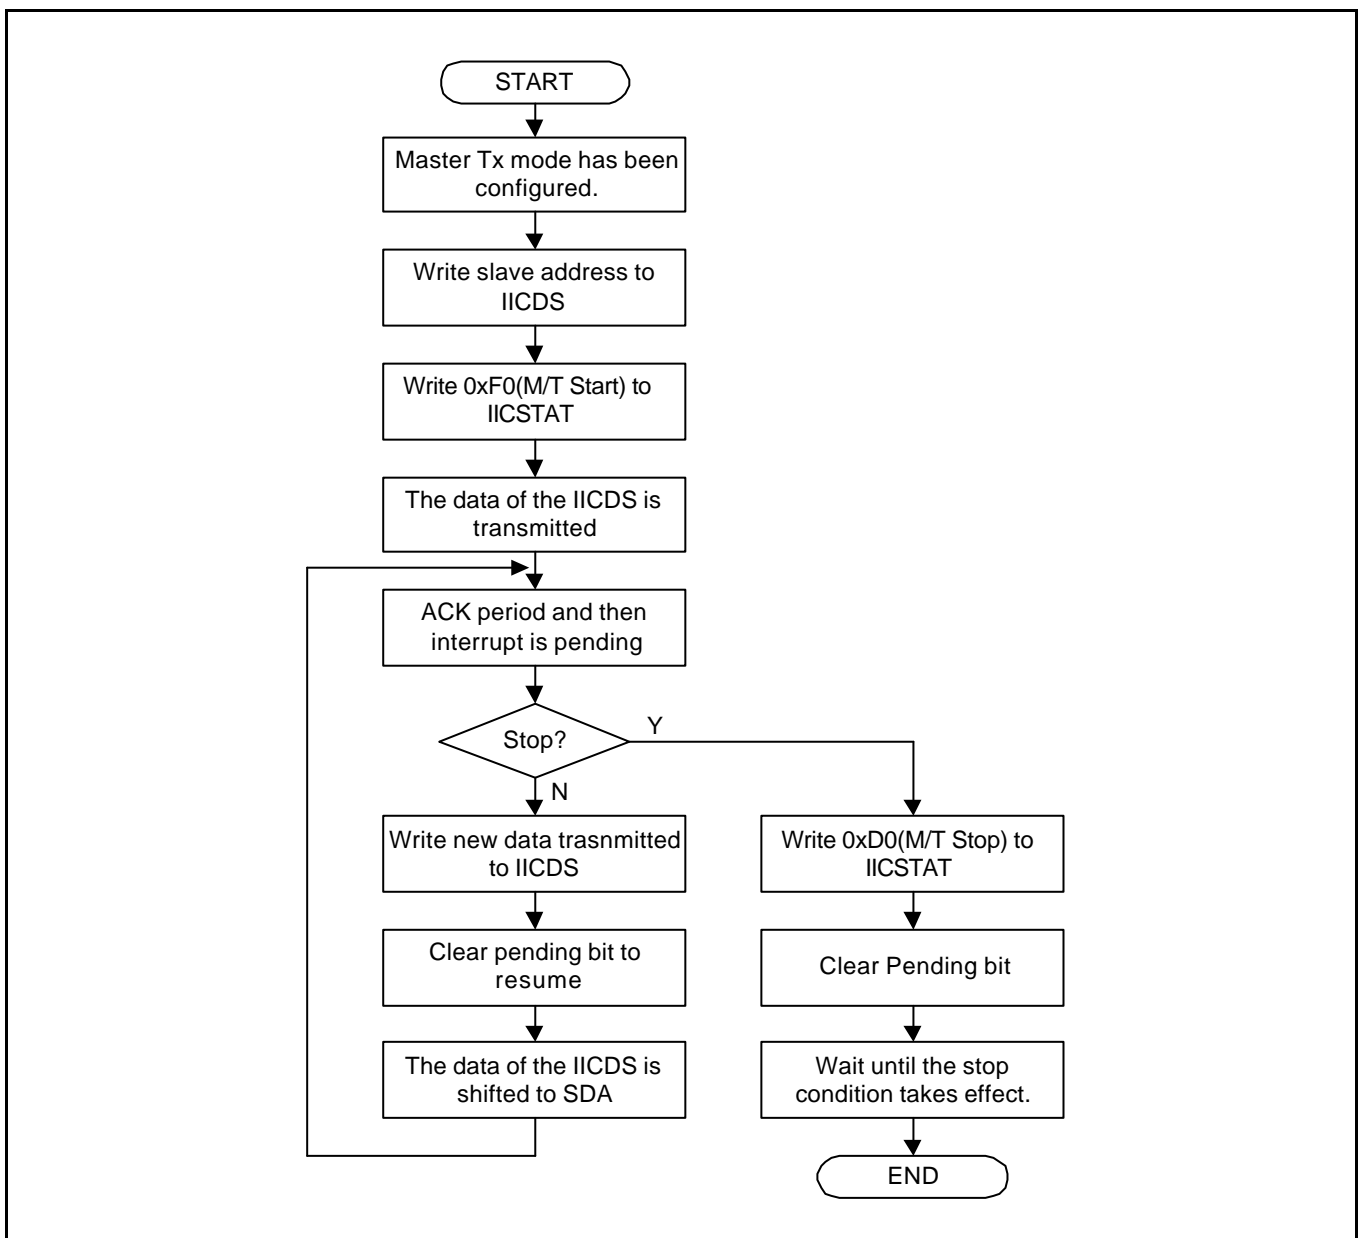 START
Master Tx mode has been
configured.
Write slave address to
IICDS
Write 0xF0(M/T Start) to
IICSTAT
The data of the IICDS is
transmitted
ACK period and then
interrupt is pending
Stop?
Y
N
Write new data trasnmitted
to IICDS
Clear pending bit to
resume
The data of the IICDS is
shifted to SDA
Write 0xD0(M/T Stop) to
IICSTAT
Clear Pending bit
Wait until the stop
condition takes effect.
END